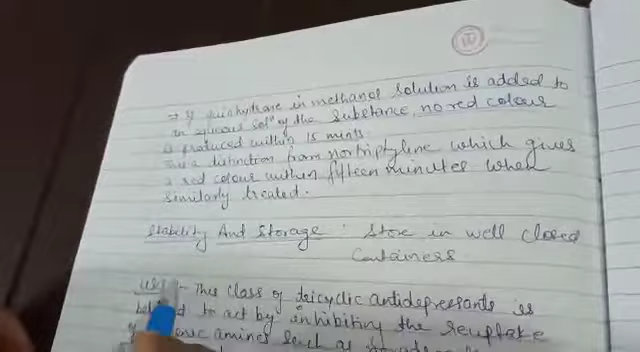 → If quinhydrone in methanol solution is added to
an aqueous solⁿ of the substance, no red colour
is produced within 15 mints.
a distinction from nortriptyline which gives
a red colour within fifteen minutes when
similarly treated.
Stability And Storage : Store in well closed
Containers.
use :- This class of tricyclic antidepressants is
to act by inhibiting the reuptake
amines such as